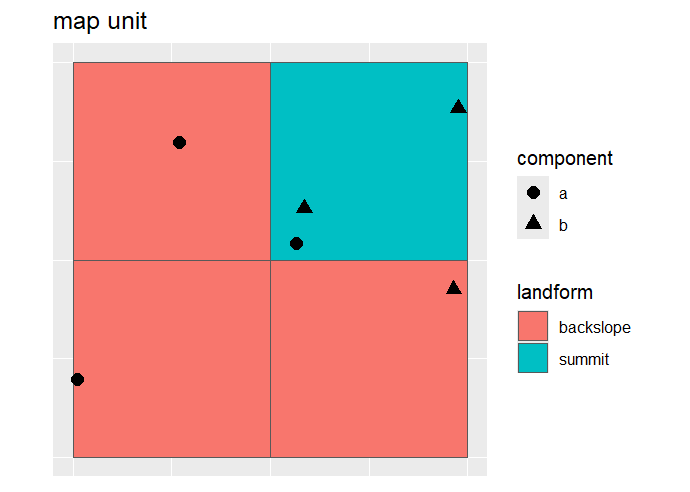 map unit
component
a
b
landform
backslope
summit